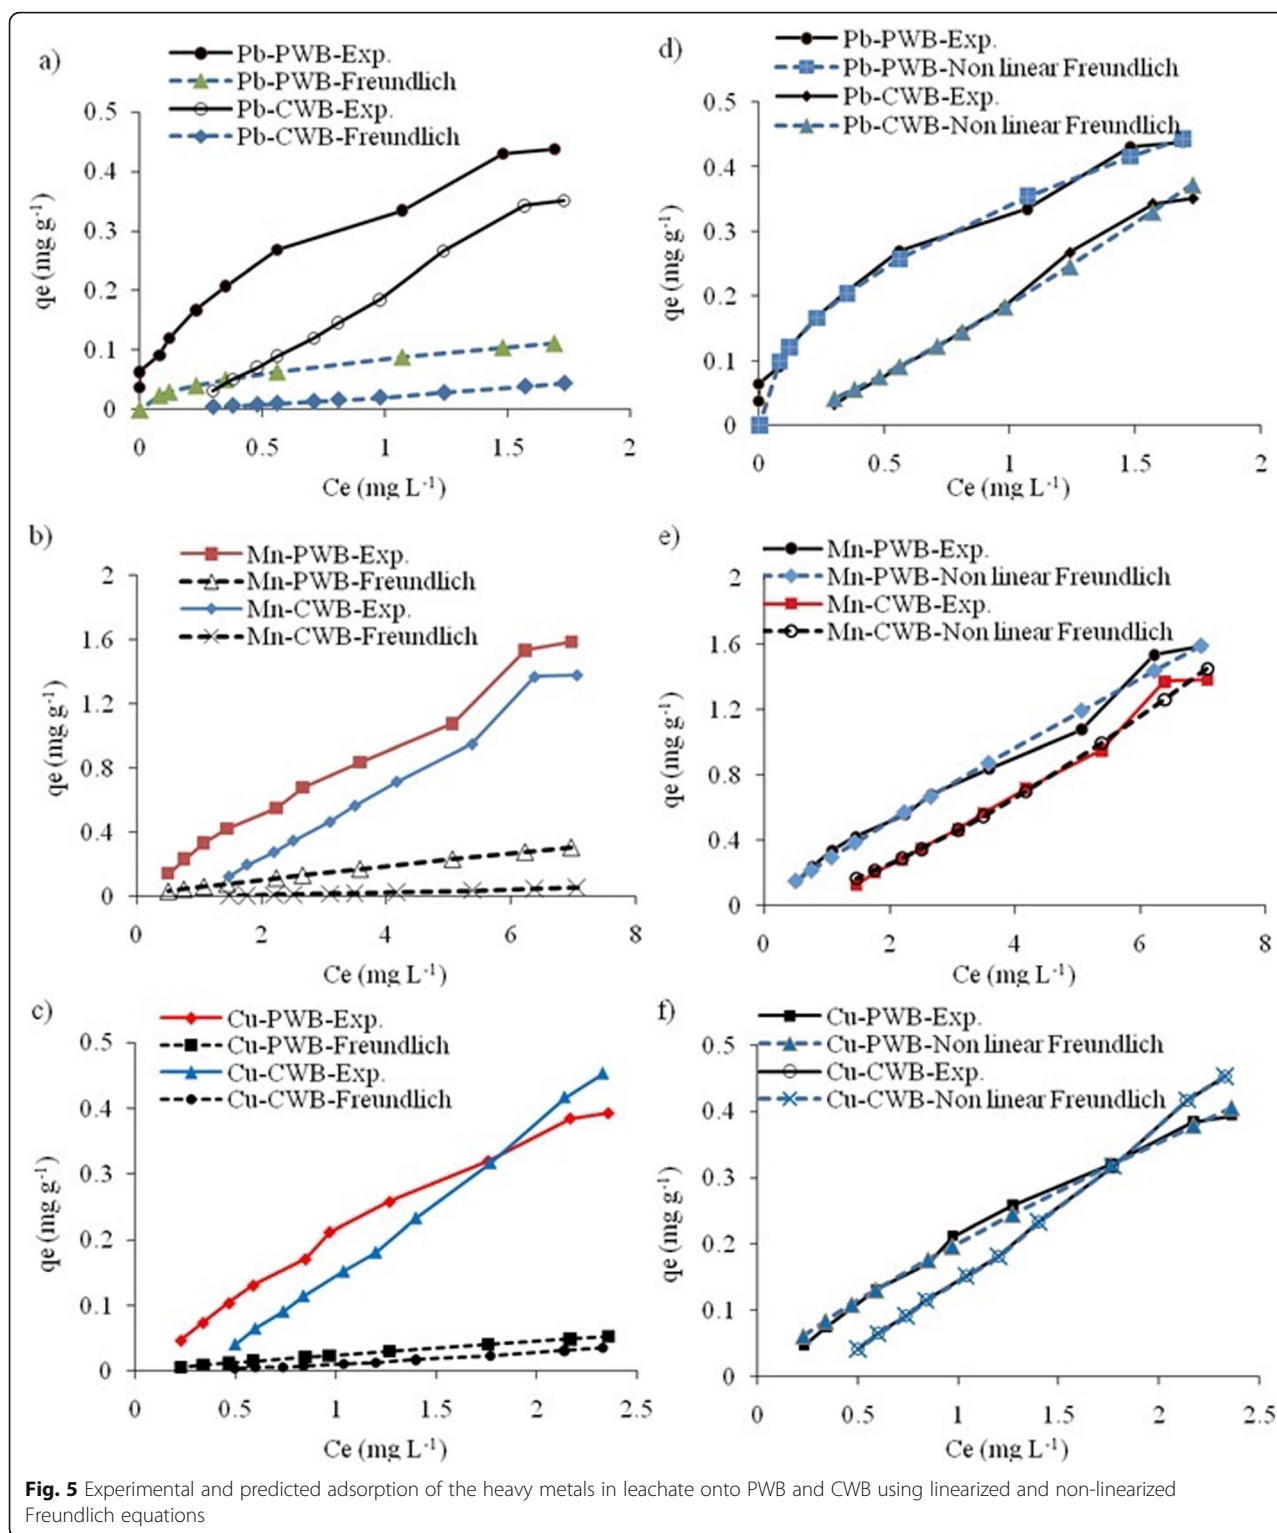 a)
Pb-PWB-Exp.
Pb-PWB-Freundlich
Pb-CWB-Exp.
Pb-CWB-Freundlich
0.5
0.4
0.3
0.2
0.1
0
qe (mg g-1)
0 0.5 1 1.5 2
Ce (mg L-1)
d)
Pb-PWB-Exp.
Pb-PWB-Non linear Freundlich
Pb-CWB-Exp.
Pb-CWB-Non linear Freundlich
0.5
0.4
0.3
0.2
0.1
0
qe (mg g-1)
0 0.5 1 1.5 2
Ce (mg L-1)
b)
Mn-PWB-Exp.
Mn-PWB-Freundlich
Mn-CWB-Exp.
Mn-CWB-Freundlich
2
1.6
1.2
0.8
0.4
0
qe (mg g-1)
0 2 4 6 8
Ce (mg L-1)
e)
Mn-PWB-Exp.
Mn-PWB-Non linear Freundlich
Mn-CWB-Exp.
Mn-CWB-Non linear Freundlich
2
1.6
1.2
0.8
0.4
0
qe (mg g-1)
0 2 4 6 8
Ce (mg L-1)
c)
Cu-PWB-Exp.
Cu-PWB-Freundlich
Cu-CWB-Exp.
Cu-CWB-Freundlich
0.5
0.4
0.3
0.2
0.1
0
qe (mg g-1)
0 0.5 1 1.5 2 2.5
Ce (mg L-1)
f)
Cu-PWB-Exp.
Cu-PWB-Non linear Freundlich
Cu-CWB-Exp.
Cu-CWB-Non linear Freundlich
0.5
0.4
0.3
0.2
0.1
0
qe (mg g-1)
0 0.5 1 1.5 2 2.5
Ce (mg L-1)
Fig. 5 Experimental and predicted adsorption of the heavy metals in leachate onto PWB and CWB using linearized and non-linearized
Freundlich equations